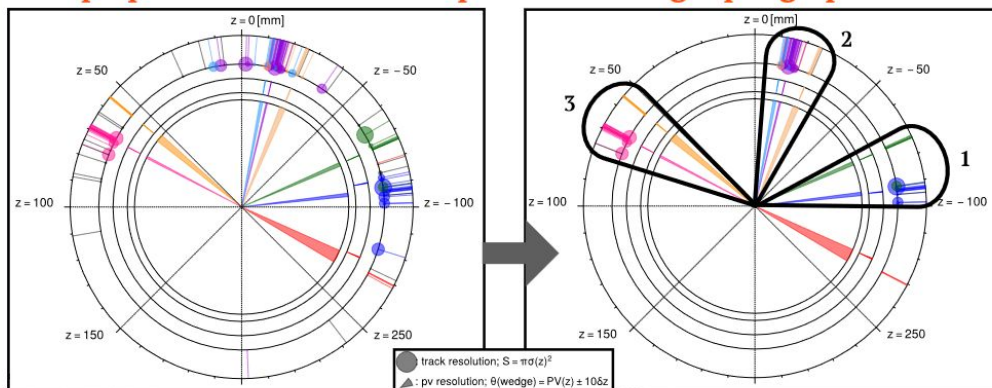 z = 0 [mm]
z = 50
z = − 50
z = 100
z = − 100
z = 150
z = 250
z = 0 [mm]
2
z = 50
z = − 50
3
1
z = 100
z = − 100
z = 150
z = 250
: track resolution; S = πσ(z)²
: pv resolution; θ(wedge) = PV(z) ± 10δz